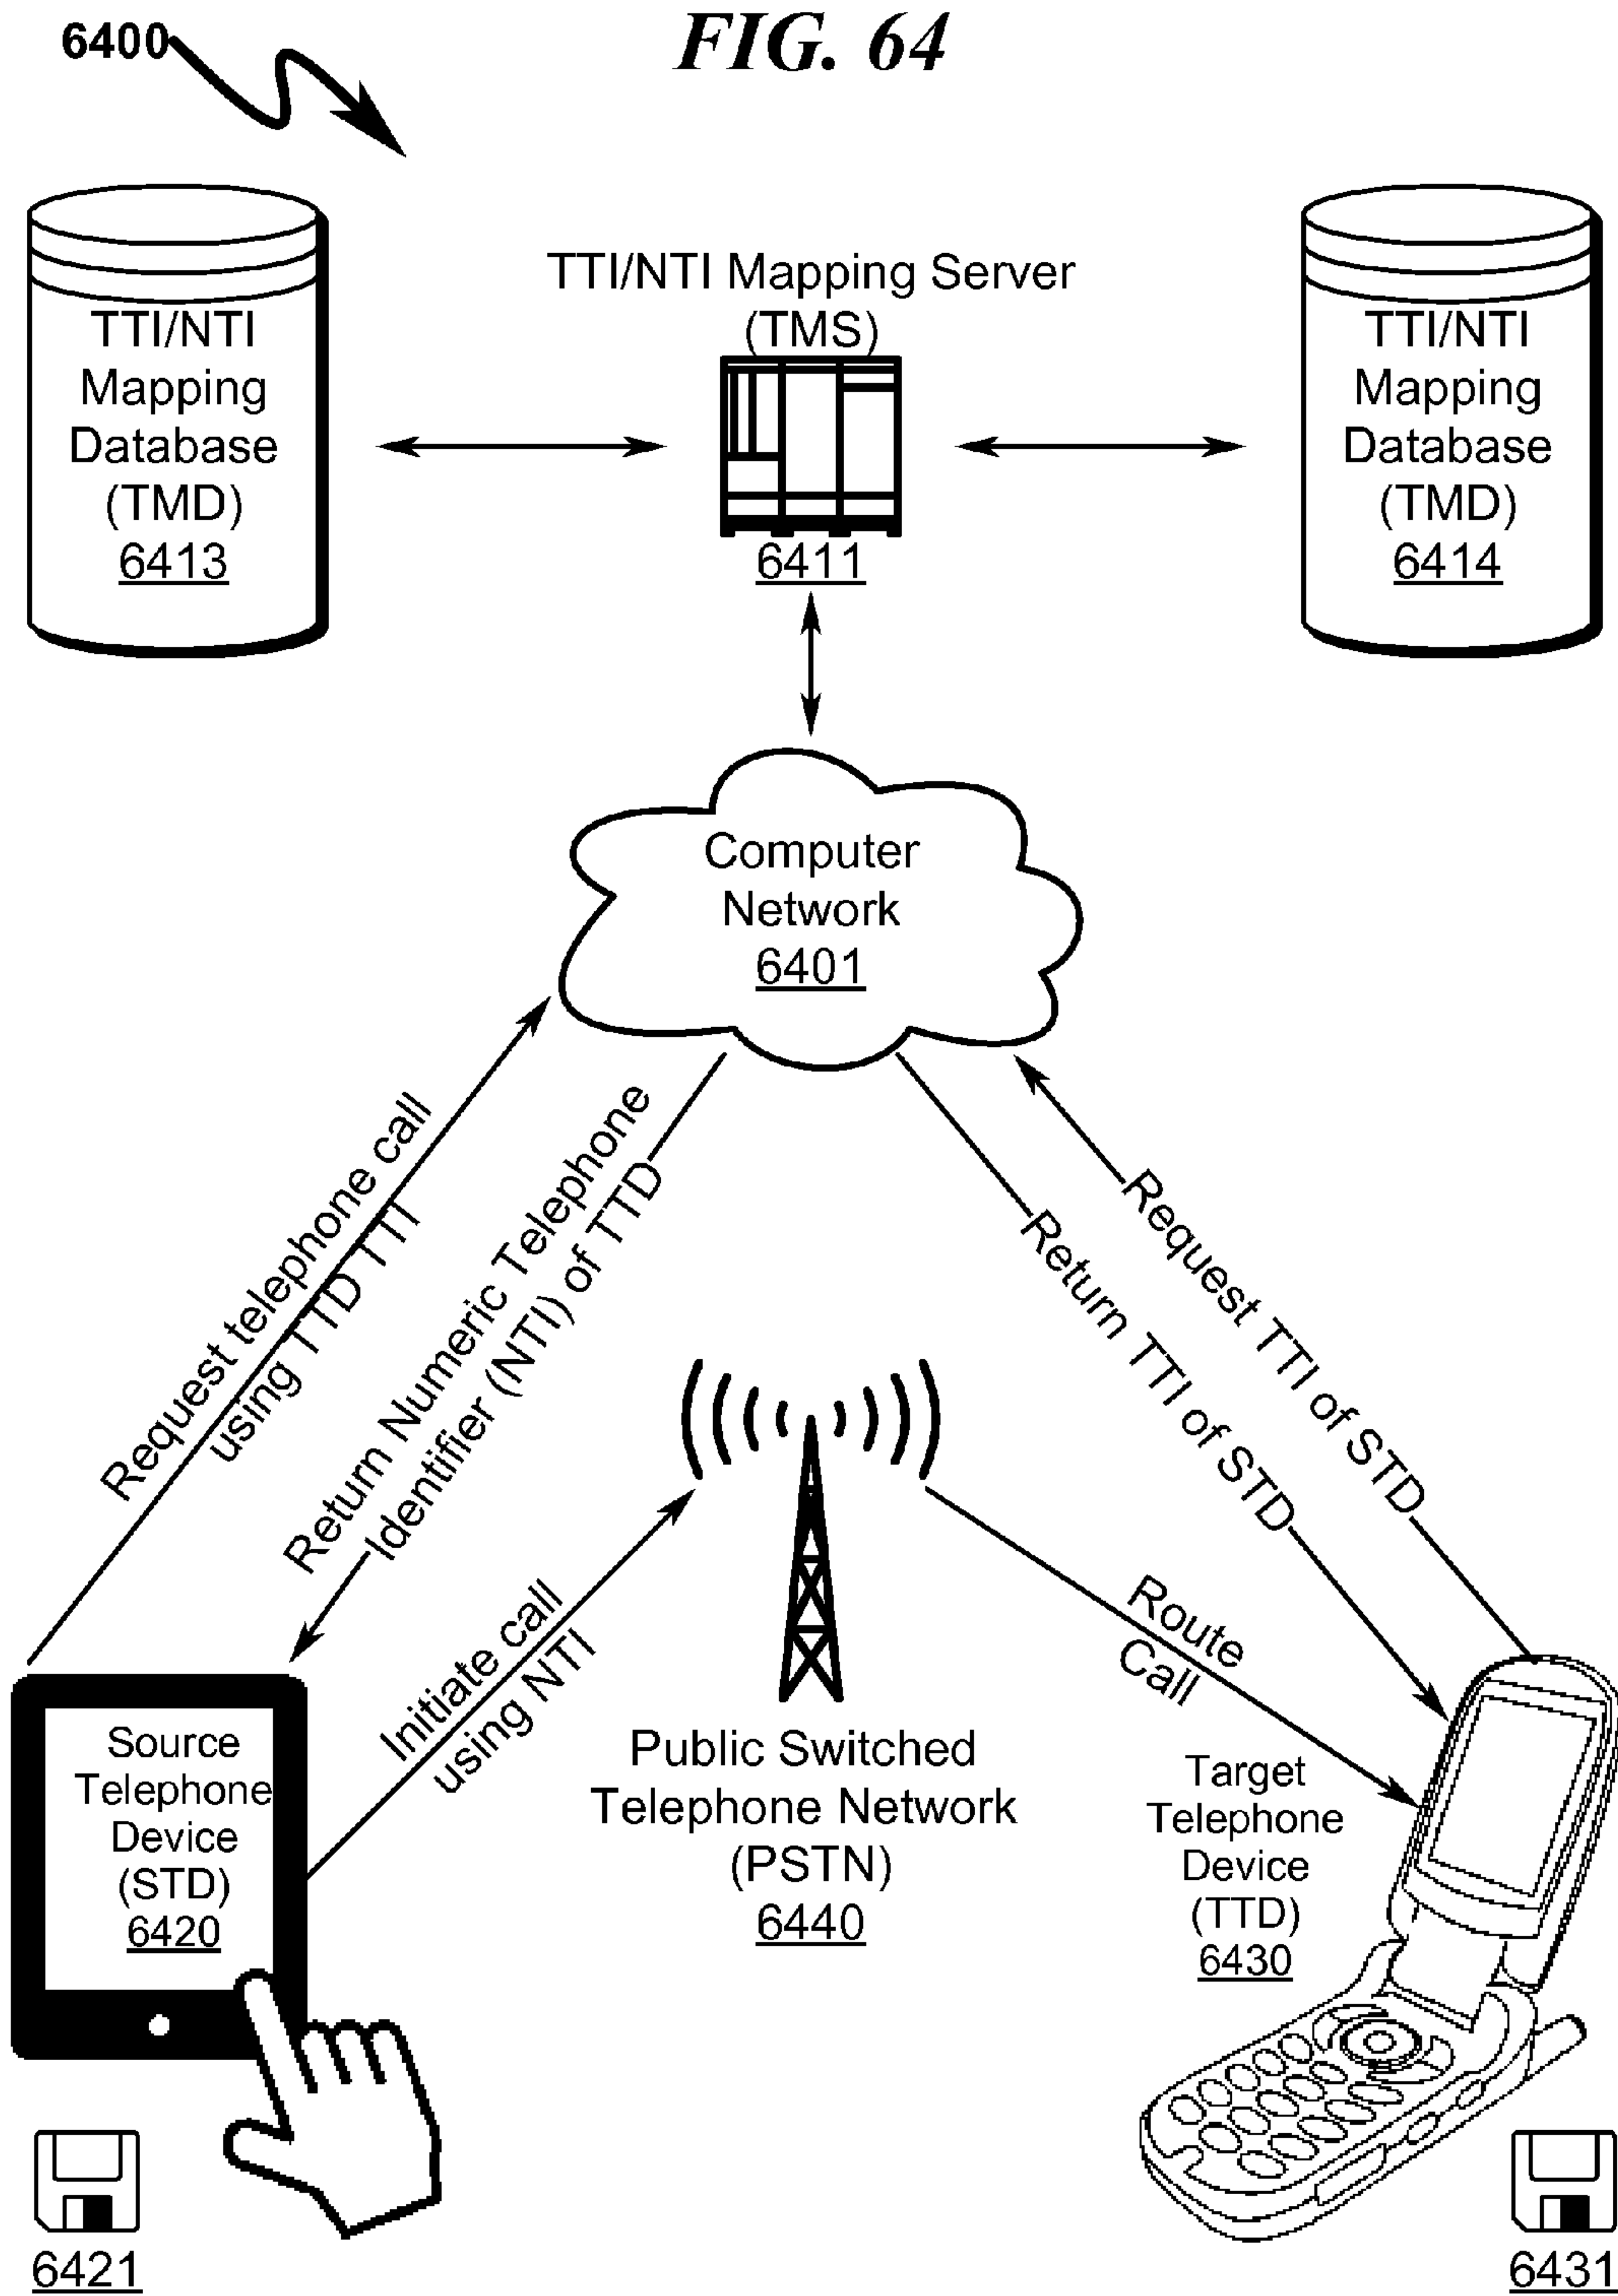 6400
FIG. 64
TTI/NTI
Mapping
Database
(TMD)
6413
TTI/NTI Mapping Server
(TMS)
6411
TTI/NTI
Mapping
Database
(TMD)
6414
Computer
Network
6401
Request telephone call
using TTD TTI
Return Numeric Telephone
Identifier (NTI) of TTD
Return TTI of STD
Request TTI of STD
Initiate call
using NTI
Route
Call
Source
Telephone
Device
(STD)
6420
Public Switched
Telephone Network
(PSTN)
6440
Target
Telephone
Device
(TTD)
6430
6421
6431